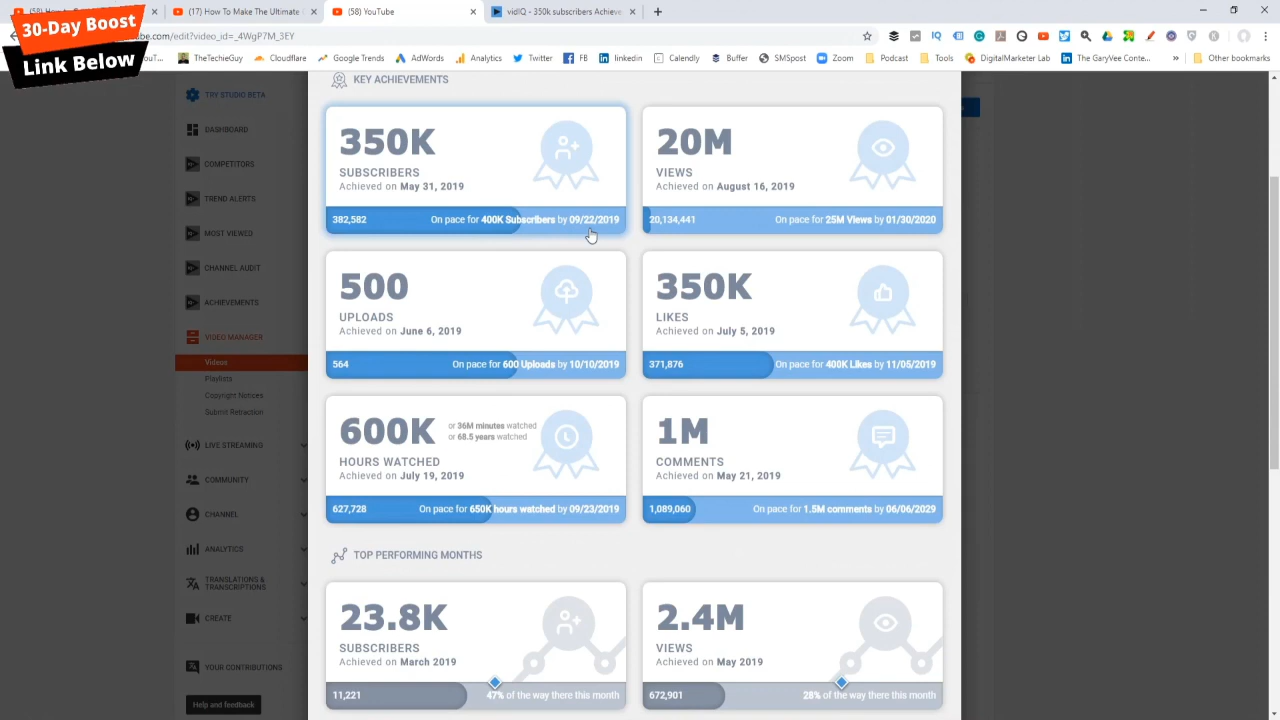 30-Day Boost
Link Below
(17) How To Make The Ultimate
(58) YouTube
vidIQ - 350k subscribers Achieve
be.com/edit?video_id=_4WgP7M_3EY
TheTechieGuy
Cloudflare
Google Trends
AdWords
Analytics
Twitter
FB
linkedin
Calendly
Buffer
SMSpost
Zoom
Podcast
Tools
DigitalMarketer Lab
The GaryVee Conte...
»
Other bookmarks
TRY STUDIO BETA
DASHBOARD
COMPETITORS
TREND ALERTS
MOST VIEWED
CHANNEL AUDIT
ACHIEVEMENTS
VIDEO MANAGER
Videos
Playlists
Copyright Notices
Submit Retraction
LIVE STREAMING
COMMUNITY
CHANNEL
ANALYTICS
TRANSLATIONS &
TRANSCRIPTIONS
CREATE
YOUR CONTRIBUTIONS
Help and feedback
KEY ACHIEVEMENTS
350K
SUBSCRIBERS
Achieved on May 31, 2019
382,582 On pace for 400K Subscribers by 09/22/2019
20M
VIEWS
Achieved on August 16, 2019
20,134,441 On pace for 25M Views by 01/30/2020
500
UPLOADS
Achieved on June 6, 2019
564 On pace for 600 Uploads by 10/10/2019
350K
LIKES
Achieved on July 5, 2019
371,876 On pace for 400K Likes by 11/05/2019
600K
or 36M minutes watched
or 68.5 years watched
HOURS WATCHED
Achieved on July 19, 2019
627,728 On pace for 650K hours watched by 09/23/2019
1M
COMMENTS
Achieved on May 21, 2019
1,089,060 On pace for 1.5M comments by 06/06/2029
TOP PERFORMING MONTHS
23.8K
SUBSCRIBERS
Achieved on March 2019
11,221 47% of the way there this month
2.4M
VIEWS
Achieved on May 2019
672,901 28% of the way there this month